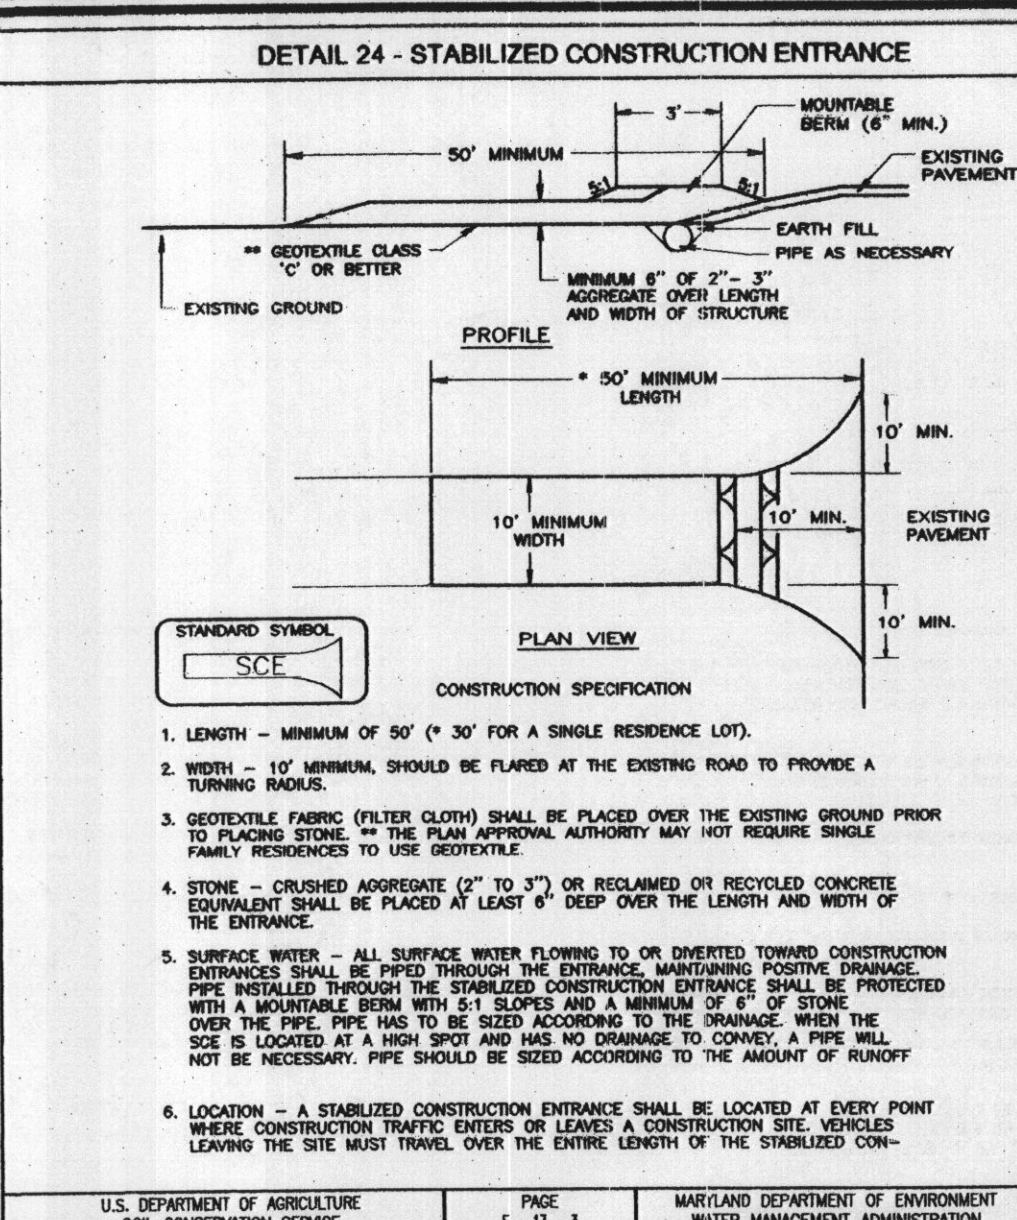 DETAIL 24 - STABILIZED CONSTRUCTION ENTRANCE
3'
MOUNTABLE
BERM (6" MIN.)
50' MINIMUM
EXISTING
PAVEMENT
5:1
5:1
EARTH FILL
** GEOTEXTILE CLASS
'C' OR BETTER
PIPE AS NECESSARY
MINIMUM 6" OF 2"- 3"
AGGREGATE OVER LENGTH
AND WIDTH OF STRUCTURE
EXISTING GROUND
PROFILE
* 50' MINIMUM
LENGTH
10' MIN.
10' MINIMUM
WIDTH
10' MIN.
EXISTING
PAVEMENT
10' MIN.
STANDARD SYMBOL
SCE
PLAN VIEW
CONSTRUCTION SPECIFICATION
1. LENGTH - MINIMUM OF 50' (* 30' FOR A SINGLE RESIDENCE LOT).
2. WIDTH - 10' MINIMUM, SHOULD BE FLARED AT THE EXISTING ROAD TO PROVIDE A
TURNING RADIUS.
3. GEOTEXTILE FABRIC (FILTER CLOTH) SHALL BE PLACED OVER THE EXISTING GROUND PRIOR
TO PLACING STONE. ** THE PLAN APPROVAL AUTHORITY MAY NOT REQUIRE SINGLE
FAMILY RESIDENCES TO USE GEOTEXTILE.
4. STONE - CRUSHED AGGREGATE (2" TO 3") OR RECLAIMED OR RECYCLED CONCRETE
EQUIVALENT SHALL BE PLACED AT LEAST 6" DEEP OVER THE LENGTH AND WIDTH OF
THE ENTRANCE.
5. SURFACE WATER - ALL SURFACE WATER FLOWING TO OR DIVERTED TOWARD CONSTRUCTION
ENTRANCES SHALL BE PIPED THROUGH THE ENTRANCE, MAINTAINING POSITIVE DRAINAGE.
PIPE INSTALLED THROUGH THE STABILIZED CONSTRUCTION ENTRANCE SHALL BE PROTECTED
WITH A MOUNTABLE BERM WITH 5:1 SLOPES AND A MINIMUM OF 6" OF STONE
OVER THE PIPE. PIPE HAS TO BE SIZED ACCORDING TO THE DRAINAGE. WHEN THE
SCE IS LOCATED AT A HIGH SPOT AND HAS NO DRAINAGE TO CONVEY, A PIPE WILL
NOT BE NECESSARY. PIPE SHOULD BE SIZED ACCORDING TO THE AMOUNT OF RUNOFF
6. LOCATION - A STABILIZED CONSTRUCTION ENTRANCE SHALL BE LOCATED AT EVERY POINT
WHERE CONSTRUCTION TRAFFIC ENTERS OR LEAVES A CONSTRUCTION SITE. VEHICLES
LEAVING THE SITE MUST TRAVEL OVER THE ENTIRE LENGTH OF THE STABILIZED CON-
U.S. DEPARTMENT OF AGRICULTURE
SOIL CONSERVATION SERVICE
PAGE
MARYLAND DEPARTMENT OF ENVIRONMENT
WATER MANAGEMENT ADMINISTRATION